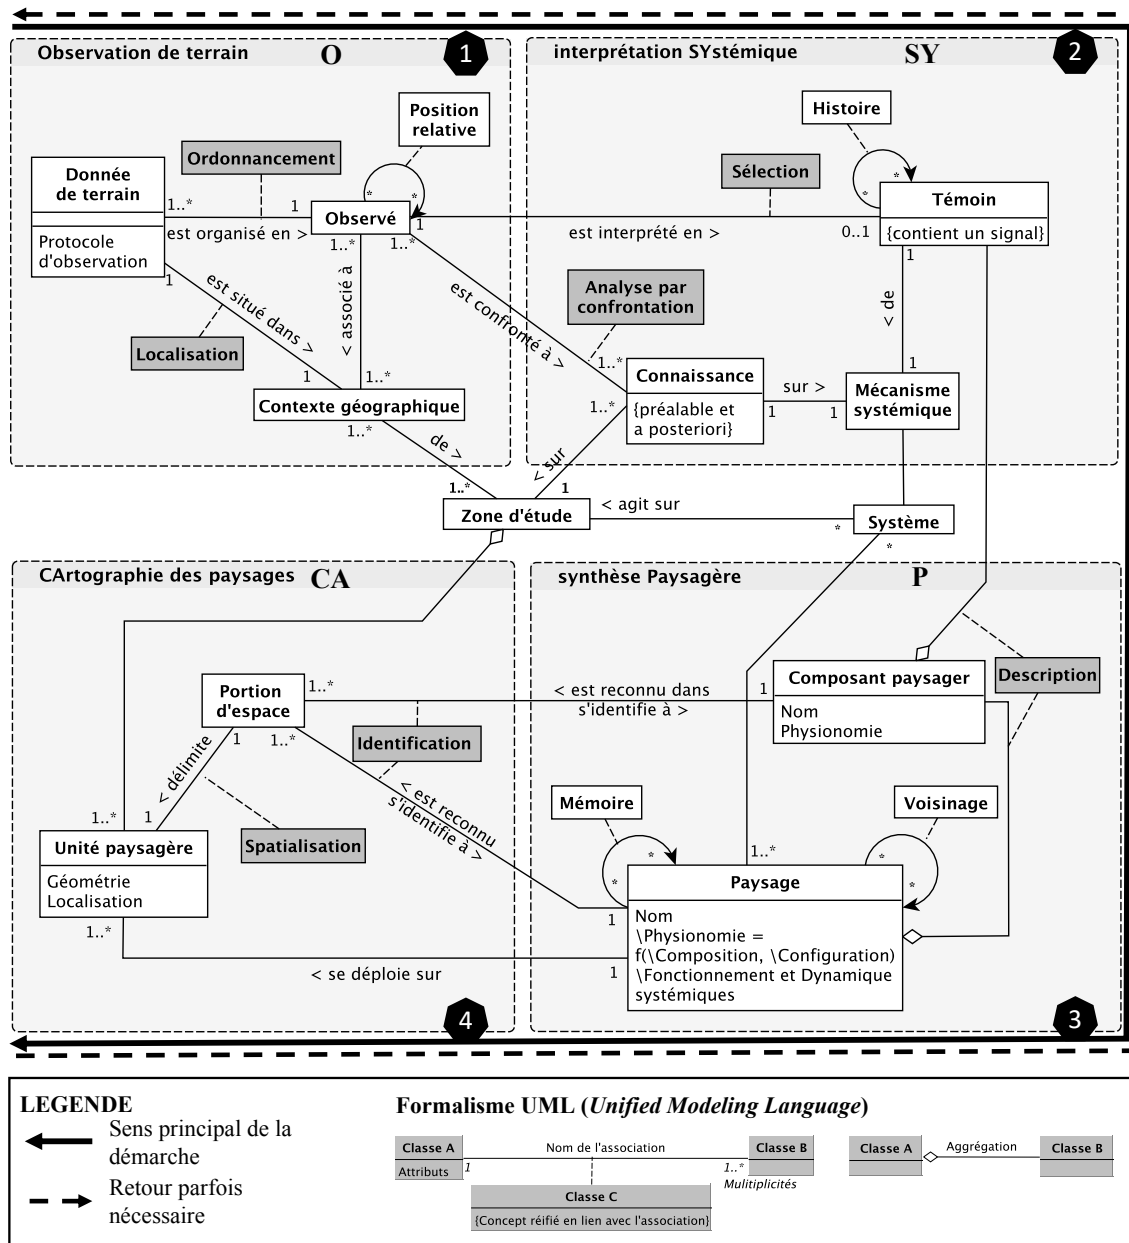 Observation de terrain O 1
Position
relative
Ordonnancement
Donnée
de terrain
Protocole
d'observation
1..*
1
est organisé en >
Observé
*
*
1
1..*
1..*
1
est situé dans >
Localisation
< associé à
1
1..*
Contexte géographique
1..*
interprétation SYstémique SY 2
Histoire
Sélection
*
*
Témoin
{contient un signal}
est interprété en >
0..1
1
Analyse par
confrontation
est confronté à >
< de
1..*
1
Connaissance
{préalable et
a posteriori}
sur >
1
1
Mécanisme
systémique
1..*
de >
< sur
1..*
1
Zone d'étude
< agit sur
*
Système
*
CArtographie des paysages CA
Portion
d'espace
1..*
1
1..*
Identification
< délimite
1..*
1
Spatialisation
Unité paysagère
Géométrie
Localisation
1..*
4
synthèse Paysagère P
Composant paysager
Nom
Physionomie
Description
< est reconnu dans
s'identifie à >
1
< est reconnu
s'identifie à >
Mémoire
*
*
Voisinage
*
*
1..*
Paysage
Nom
\Physionomie =
f(\Composition, \Configuration)
\Fonctionnement et Dynamique
systémiques
1
1
< se déploie sur
3
LEGENDE
Sens principal de la
démarche
Retour parfois
nécessaire
Formalisme UML (Unified Modeling Language)
Classe A
Attributs
1
Nom de l'association
1..*
Classe B
Mulitiplicités
Classe C
{Concept réifié en lien avec l'association}
Classe A
Aggrégation
Classe B